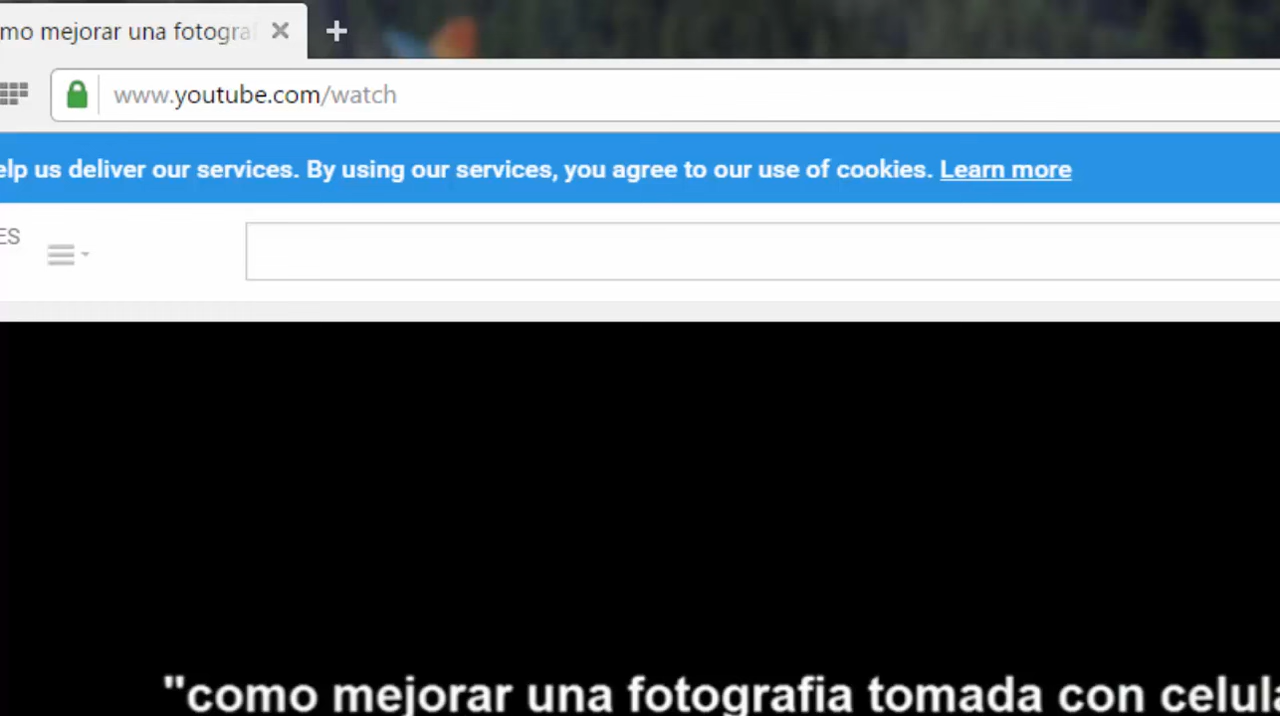 mo mejorar una fotogra
www.youtube.com/watch
elp us deliver our services. By using our services, you agree to our use of cookies. Learn more
ES
"como mejorar una fotografia tomada con celula